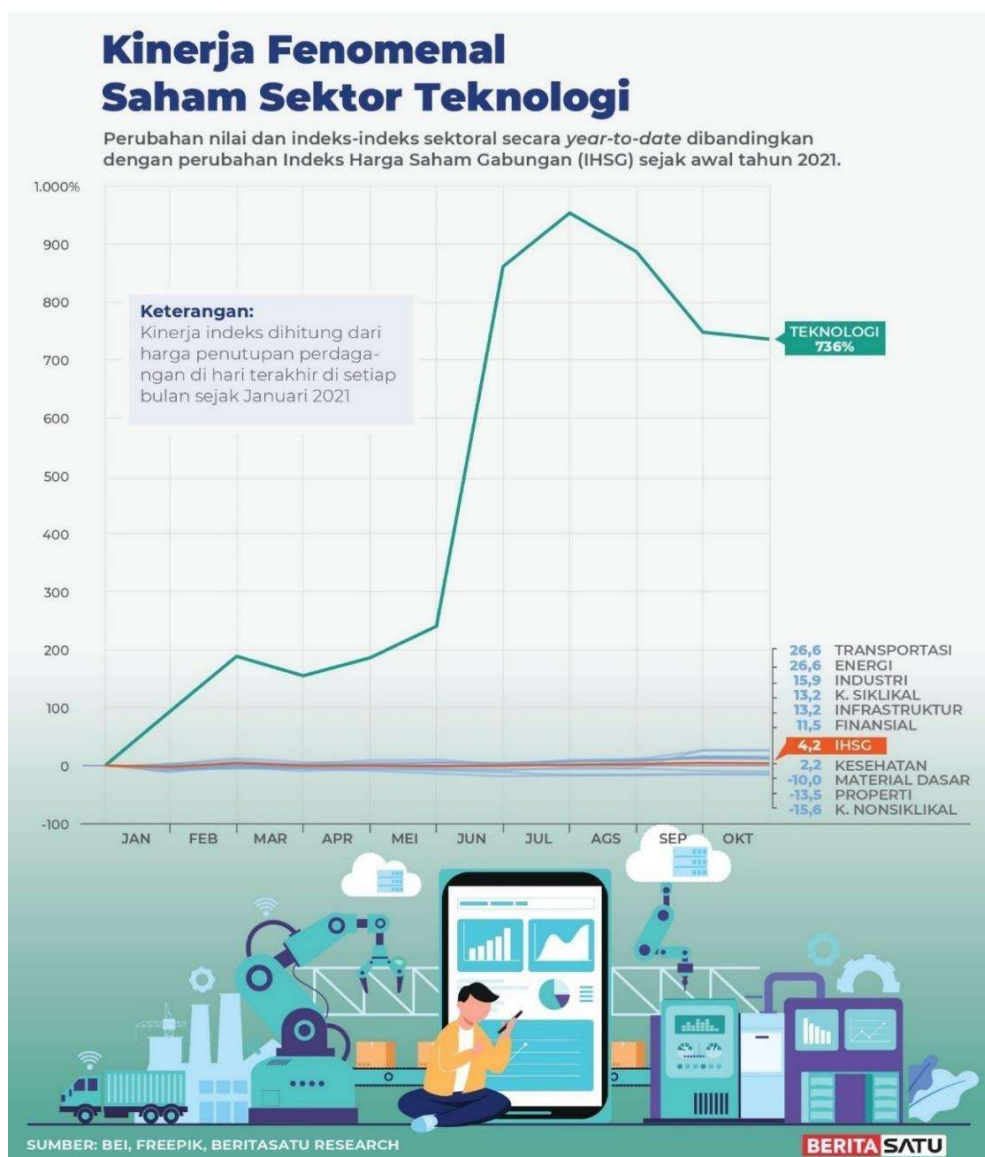 Kinerja Fenomenal
Saham Sektor Teknologi
Perubahan nilai dan indeks-indeks sektoral secara year-to-date dibandingkan
dengan perubahan Indeks Harga Saham Gabungan (IHSG) sejak awal tahun 2021.
1.000%
900
800
700
600
500
400
300
200
100
0
-100
Keterangan:
Kinerja indeks dihitung dari
harga penutupan perdaga-
ngan di hari terakhir di setiap
bulan sejak Januari 2021
TEKNOLOGI
736%
26,6 TRANSPORTASI
26,6 ENERGI
15,9 INDUSTRI
13,2 K. SIKLIKAL
13,2 INFRASTRUKTUR
11,5 FINANSIAL
4,2 IHSG
2,2 KESEHATAN
-10,0 MATERIAL DASAR
-13,5 PROPERTI
-15,6 K. NONSIKLIKAL
JAN FEB MAR APR MEI JUN JUL AGS SEP OKT
SUMBER: BEI, FREEPIK, BERITASATU RESEARCH
BERITA SATU